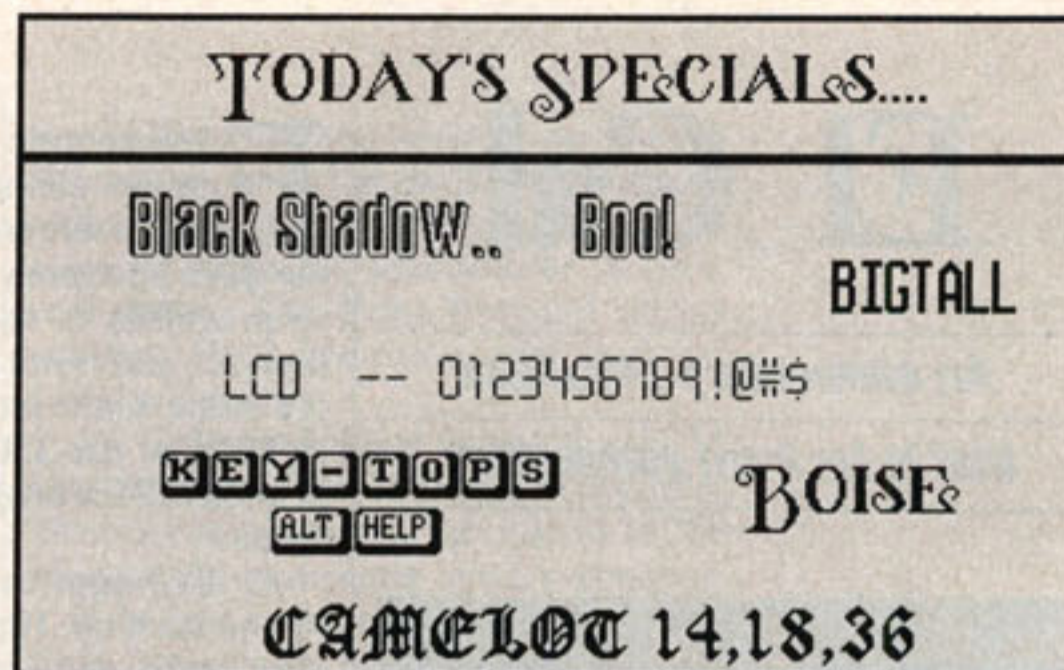 TODAY'S SPECIALS....
Black Shadow.. Boo!
BIGTALL
LCD -- 0123456789!@#$
KEY-TOPS
ALT HELP
BOISE
CAMELOT 14,18,36